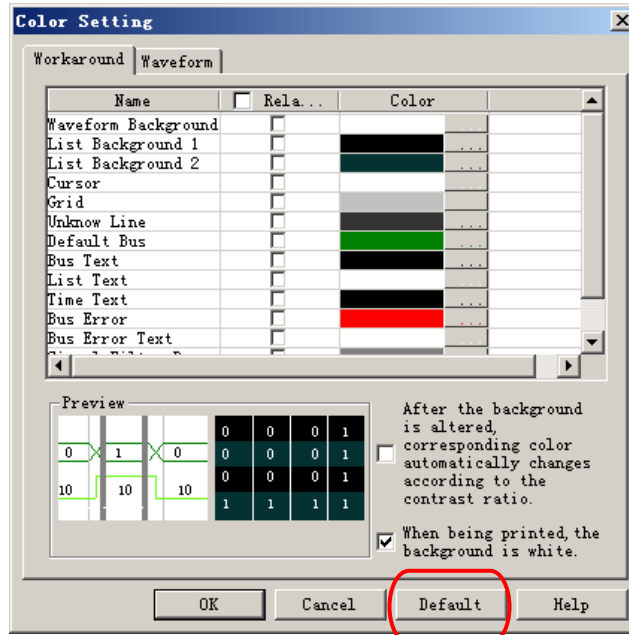 Color Setting
Workaround Waveform
Name Rela... Color
Waveform Background ...
List Background 1 ...
List Background 2 ...
Cursor ...
Grid ...
Unknow Line ...
Default Bus ...
Bus Text ...
List Text ...
Time Text ...
Bus Error ...
Bus Error Text ...
Preview
0 1 0
10 10 10
0 0 0 1
0 0 0 1
0 0 0 1
1 1 1 1
After the background
is altered,
corresponding color
automatically changes
according to the
contrast ratio.
When being printed, the
background is white.
OK Cancel Default Help